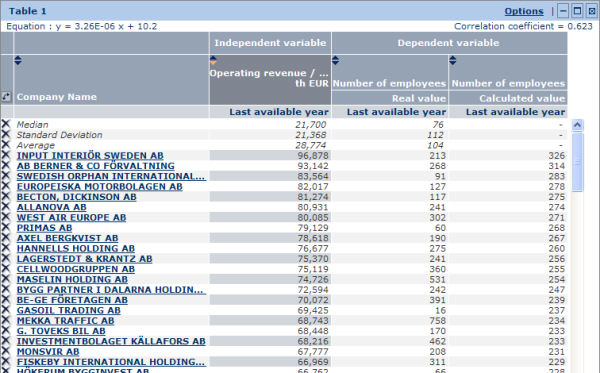 Table 1 Options
Equation : y = 3.26E-06 x + 10.2 Correlation coefficient = 0.623
Independent variable Dependent variable
Operating revenue / ...
th EUR Number of employees Number of employees
Company Name Real value Calculated value
Last available year Last available year Last available year
Median 21,700 76 -
Standard Deviation 21,368 112 -
Average 28,774 104 -
INPUT INTERIÖR SWEDEN AB 96,878 213 326
AB BERNER & CO FÖRVALTNING 93,142 268 314
SWEDISH ORPHAN INTERNATIONAL... 83,564 91 283
EUROPEISKA MOTORBOLAGEN AB 82,017 127 278
BECTON, DICKINSON AB 81,274 117 275
ALLANOVA AB 80,931 241 274
WEST AIR EUROPE AB 80,085 302 271
PRIMAS AB 79,129 60 268
AXEL BERGKVIST AB 78,618 190 267
HANNELLS HOLDING AB 76,677 275 260
LAGERSTEDT & KRANTZ AB 75,370 241 256
CELLWOODGRUPPEN AB 75,119 360 255
MASELIN HOLDING AB 74,726 531 254
BYGG PARTNER I DALARNA HOLDIN... 72,594 242 247
BE-GE FÖRETAGEN AB 70,072 391 239
GASOIL TRADING AB 69,425 16 237
MEKKA TRAFFIC AB 68,743 758 234
G. TOVEKS BIL AB 68,448 170 233
INVESTMENTBOLAGET KÄLLAFORS AB 68,216 462 233
MONSVIR AB 67,777 208 231
FISKEBY INTERNATIONAL HOLDING... 66,969 311 229
HÖKERUM BYGGINVEST AB 66,762 66 228